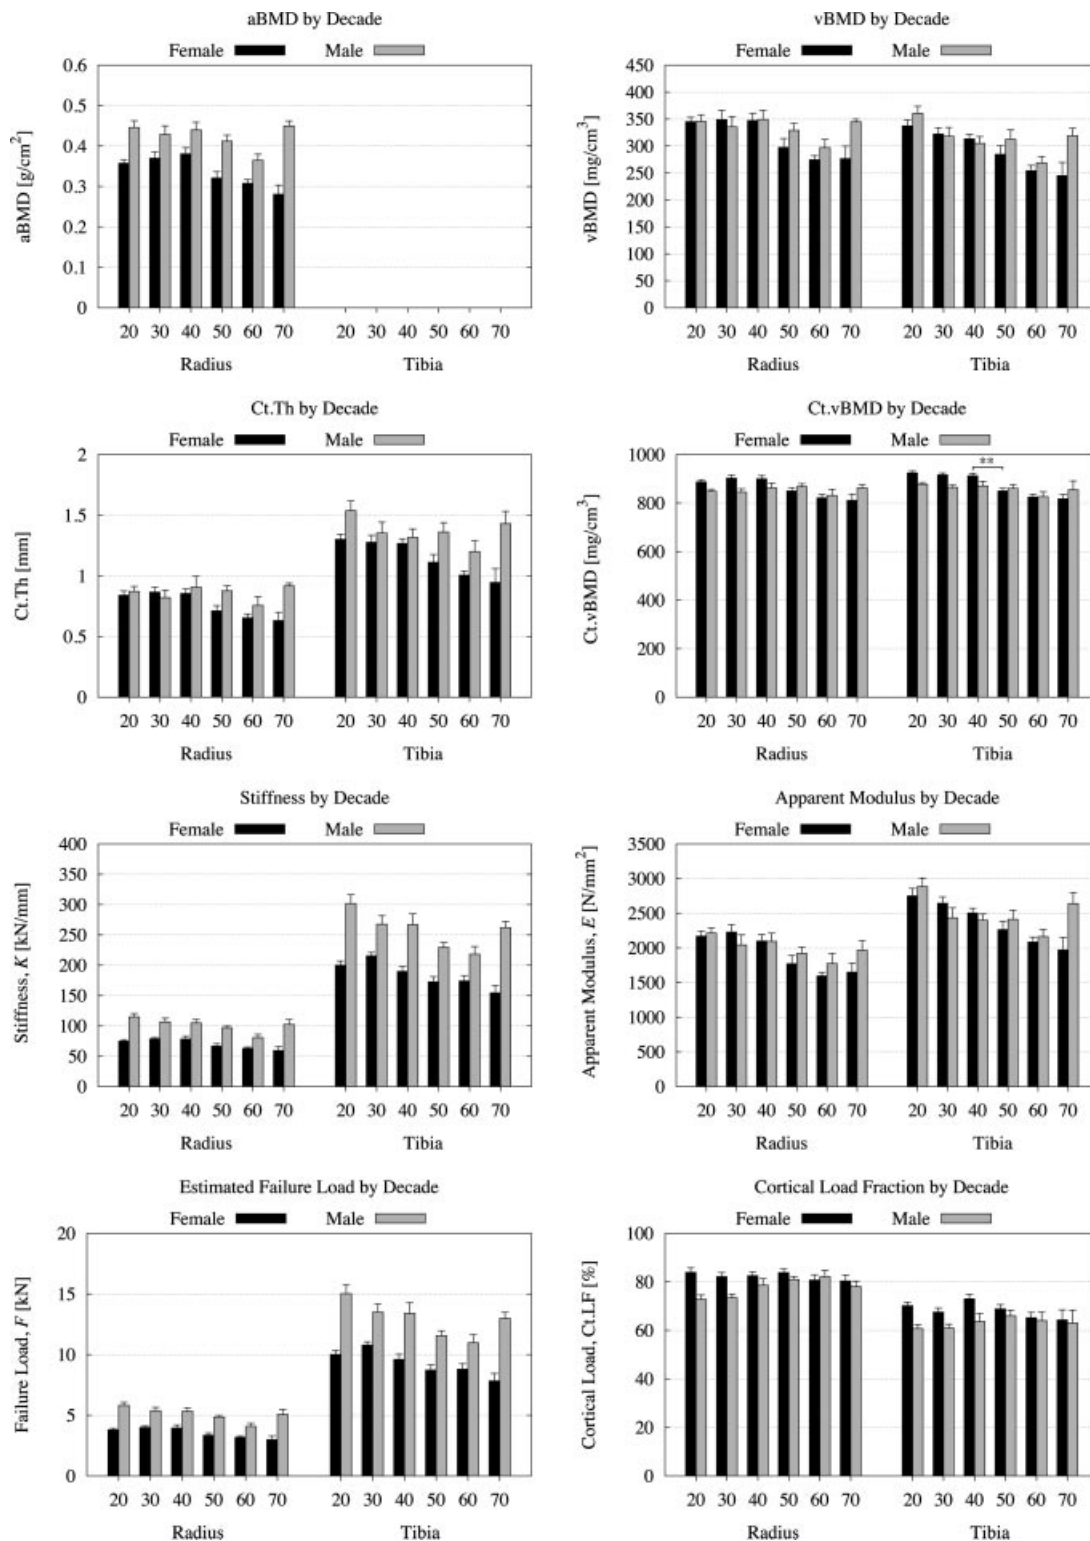 aBMD by Decade
Female Male
0.6
0.5
0.4
0.3
0.2
0.1
0
aBMD [g/cm2]
20 30 40 50 60 70 20 30 40 50 60 70
Radius Tibia
vBMD by Decade
Female Male
450
400
350
300
250
200
150
100
50
0
vBMD [mg/cm3]
20 30 40 50 60 70 20 30 40 50 60 70
Radius Tibia
Ct.Th by Decade
Female Male
2
1.5
1
0.5
0
Ct.Th [mm]
20 30 40 50 60 70 20 30 40 50 60 70
Radius Tibia
Ct.vBMD by Decade
Female Male
1000
800
600
400
200
0
Ct.vBMD [mg/cm3]
**
20 30 40 50 60 70 20 30 40 50 60 70
Radius Tibia
Stiffness by Decade
Female Male
400
350
300
250
200
150
100
50
0
Stiffness, K [kN/mm]
20 30 40 50 60 70 20 30 40 50 60 70
Radius Tibia
Apparent Modulus by Decade
Female Male
3500
3000
2500
2000
1500
1000
500
0
Apparent Modulus, E [N/mm2]
20 30 40 50 60 70 20 30 40 50 60 70
Radius Tibia
Estimated Failure Load by Decade
Female Male
20
15
10
5
0
Failure Load, F [kN]
20 30 40 50 60 70 20 30 40 50 60 70
Radius Tibia
Cortical Load Fraction by Decade
Female Male
100
80
60
40
20
0
Cortical Load, Ct.LF [%]
20 30 40 50 60 70 20 30 40 50 60 70
Radius Tibia